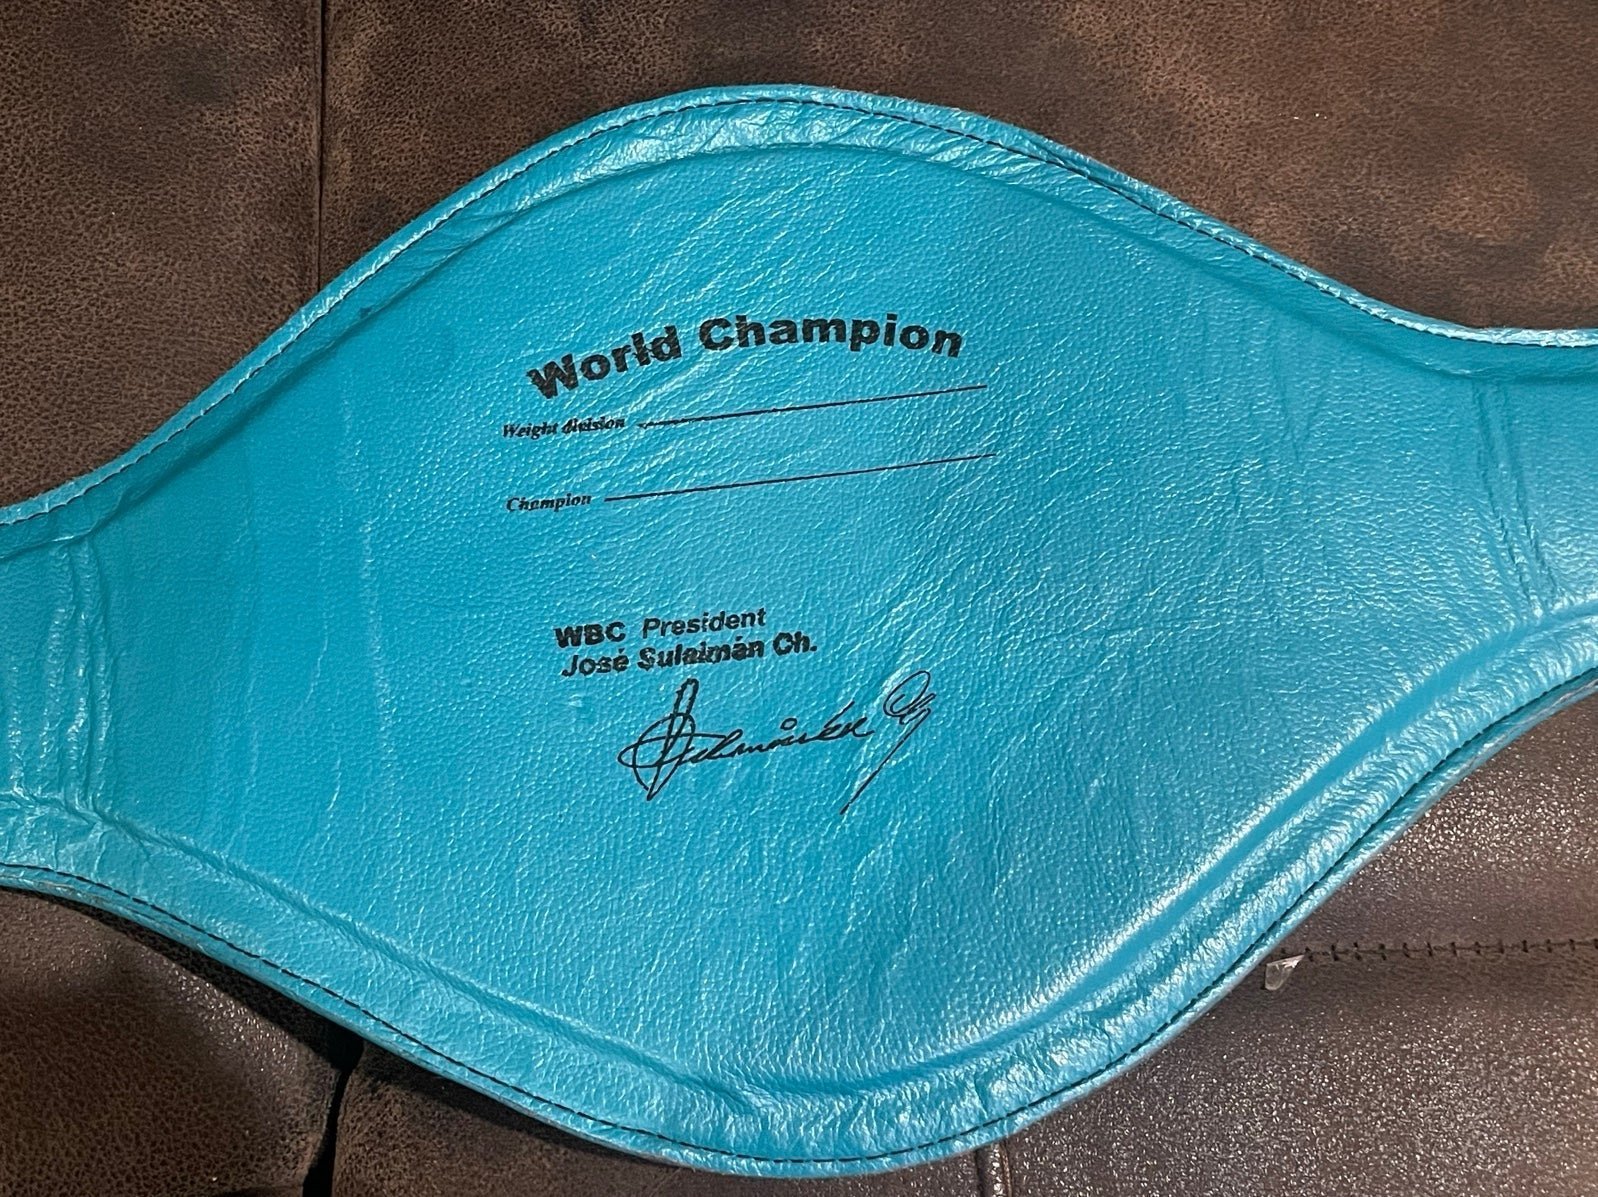 World Champion
Weight division
Champion
WBC President
José Sulaimán Ch.